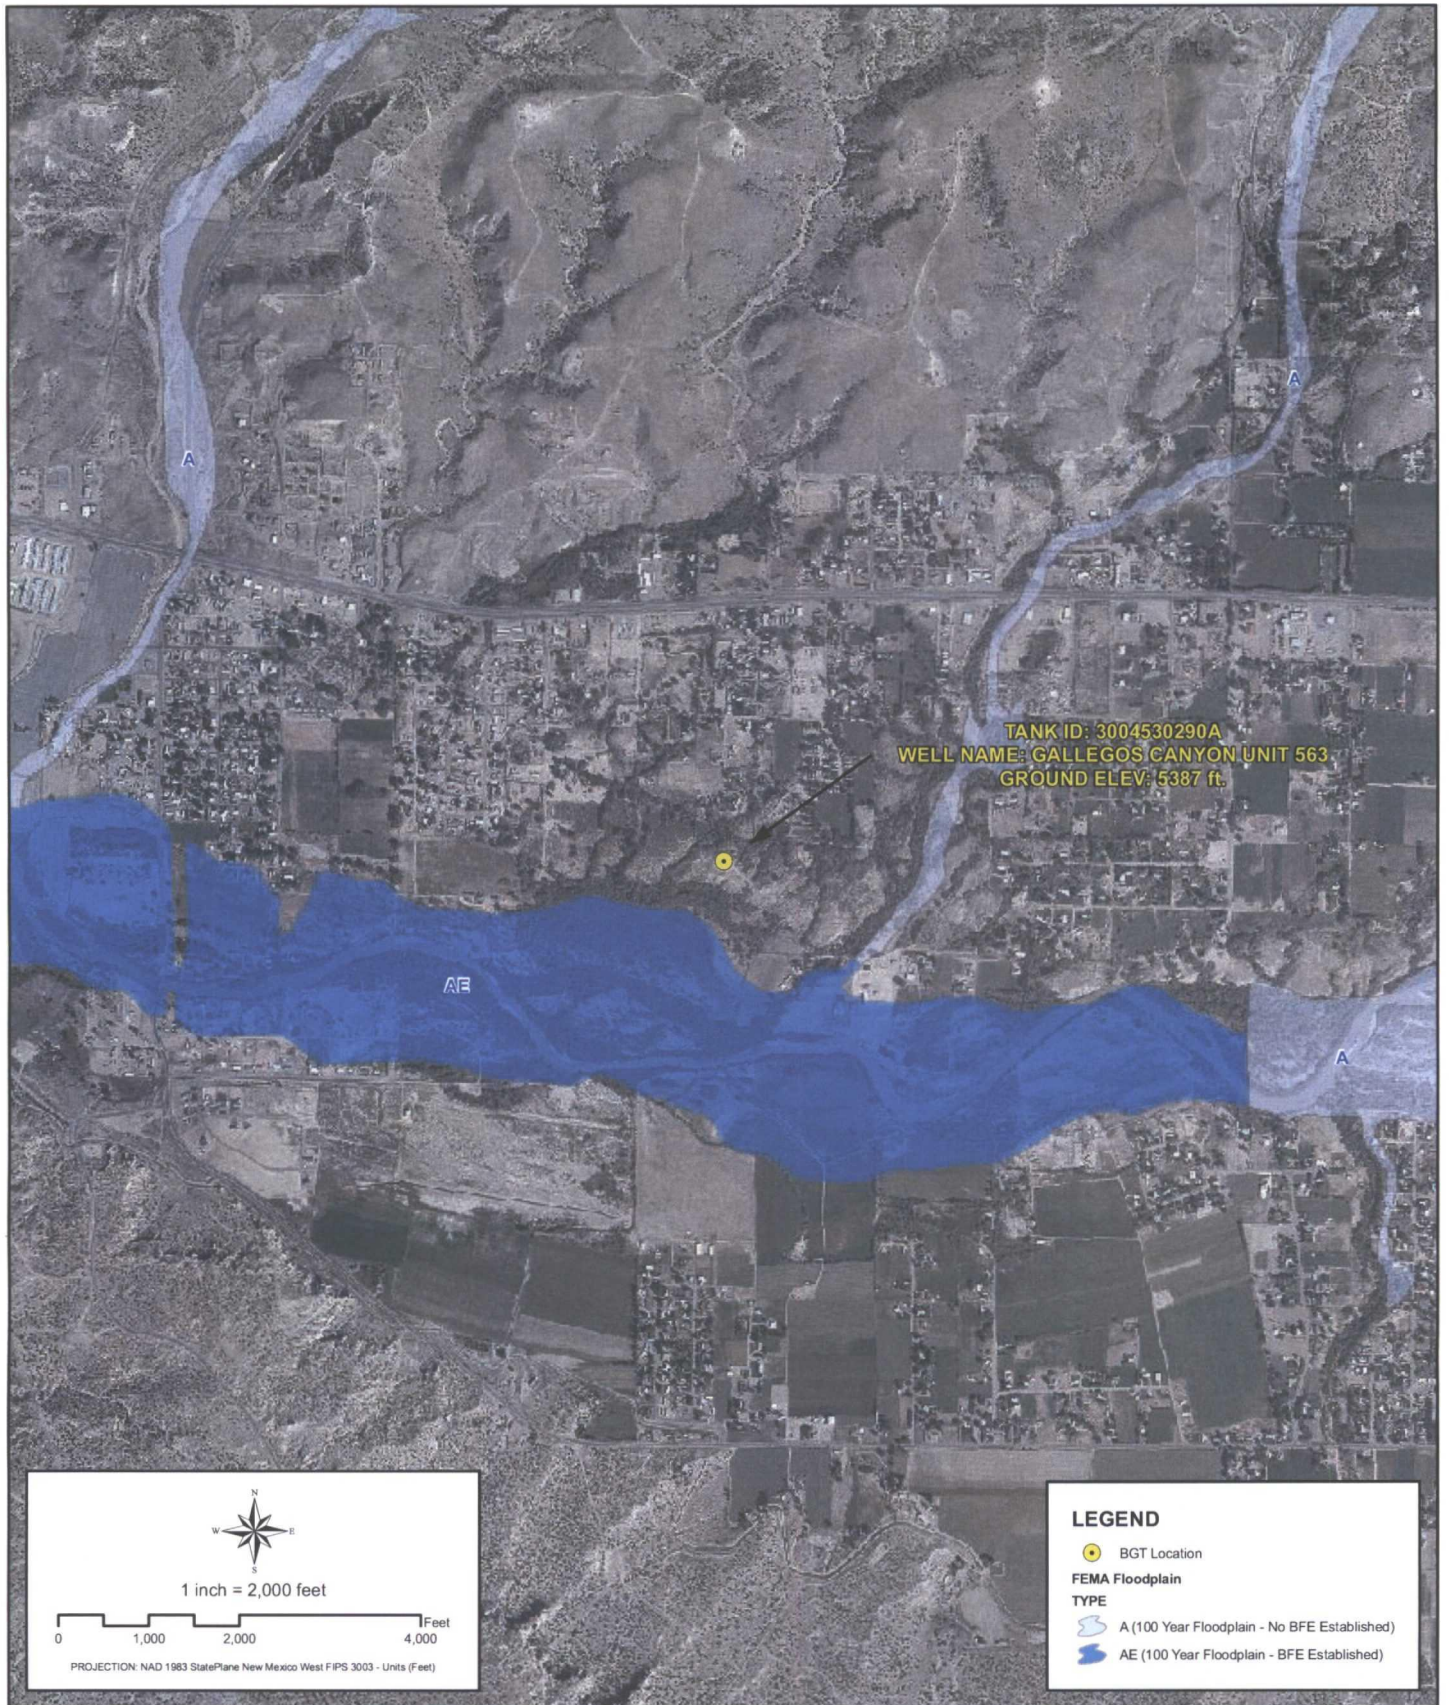 A
A
TANK ID: 3004530290A
WELL NAME: GALLEGOS CANYON UNIT 563
GROUND ELEV: 5387 ft.
AE
A
N
W E
S
1 inch = 2,000 feet
Feet
0 1,000 2,000 4,000
PROJECTION: NAD 1983 StatePlane New Mexico West FIPS 3003 - Units (Feet)
LEGEND
BGT Location
FEMA Floodplain
TYPE
A (100 Year Floodplain - No BFE Established)
AE (100 Year Floodplain - BFE Established)